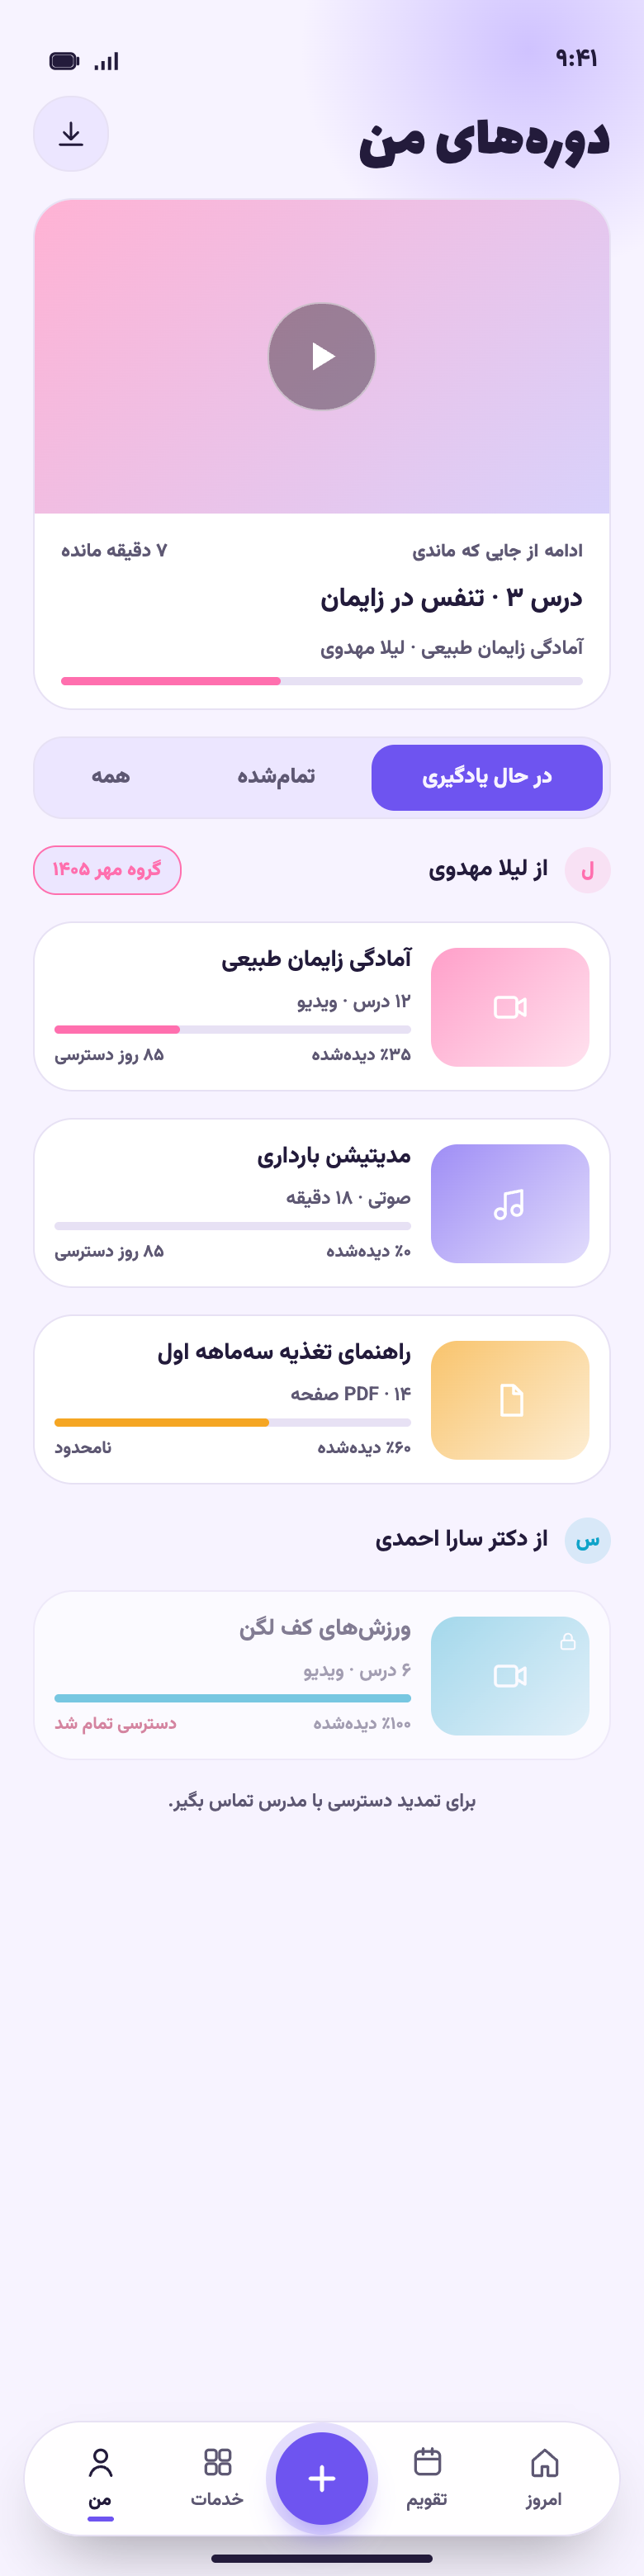 ۹:۴۱
دوره‌های من
ادامه از جایی که ماندی
۷ دقیقه مانده
درس ۳ · تنفس در زایمان
آمادگی زایمان طبیعی · لیلا مهدوی
در حال یادگیری
تمام‌شده
همه
ل
از لیلا مهدوی
گروه مهر ۱۴۰۵
آمادگی زایمان طبیعی
۱۲ درس · ویدیو
٪۳۵ دیده‌شده
۸۵ روز دسترسی
مدیتیشن بارداری
صوتی · ۱۸ دقیقه
٪۰ دیده‌شده
۸۵ روز دسترسی
راهنمای تغذیه سه‌ماهه اول
PDF · ۱۴ صفحه
٪۶۰ دیده‌شده
نامحدود
س
از دکتر سارا احمدی
ورزش‌های کف لگن
۶ درس · ویدیو
٪۱۰۰ دیده‌شده
دسترسی تمام شد
برای تمدید دسترسی با مدرس تماس بگیر.
امروز
تقویم
خدمات
من